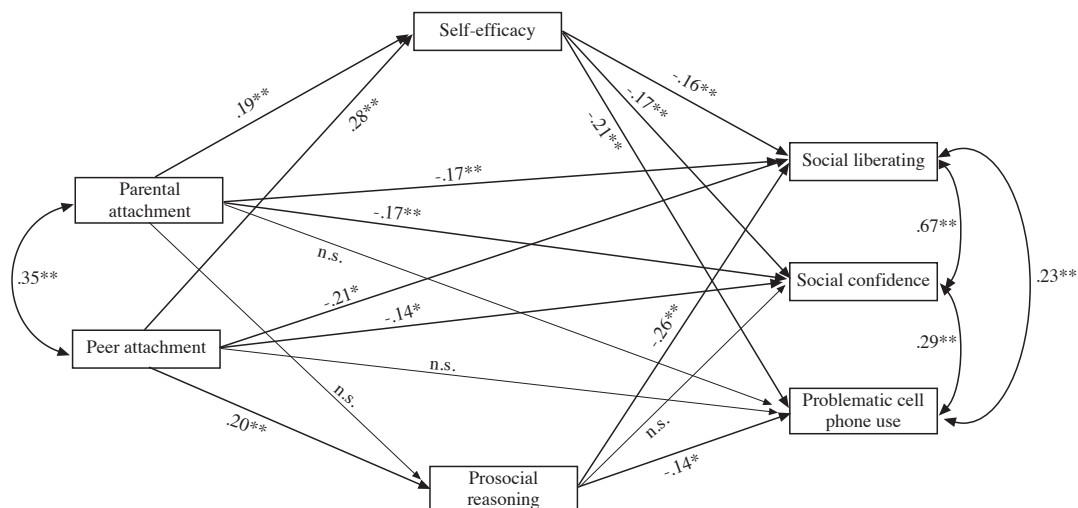 Self-efficacy
.19**
.28**
-.16**
-.17**
-.21**
Social liberating
Parental
attachment
-.17**
-.17**
n.s.
.67**
.35**
Social confidence
.23**
-.21*
-.14*
-.26**
.29**
Peer attachment
n.s.
n.s.
n.s.
Problematic cell
phone use
.20**
-.14*
Prosocial
reasoning